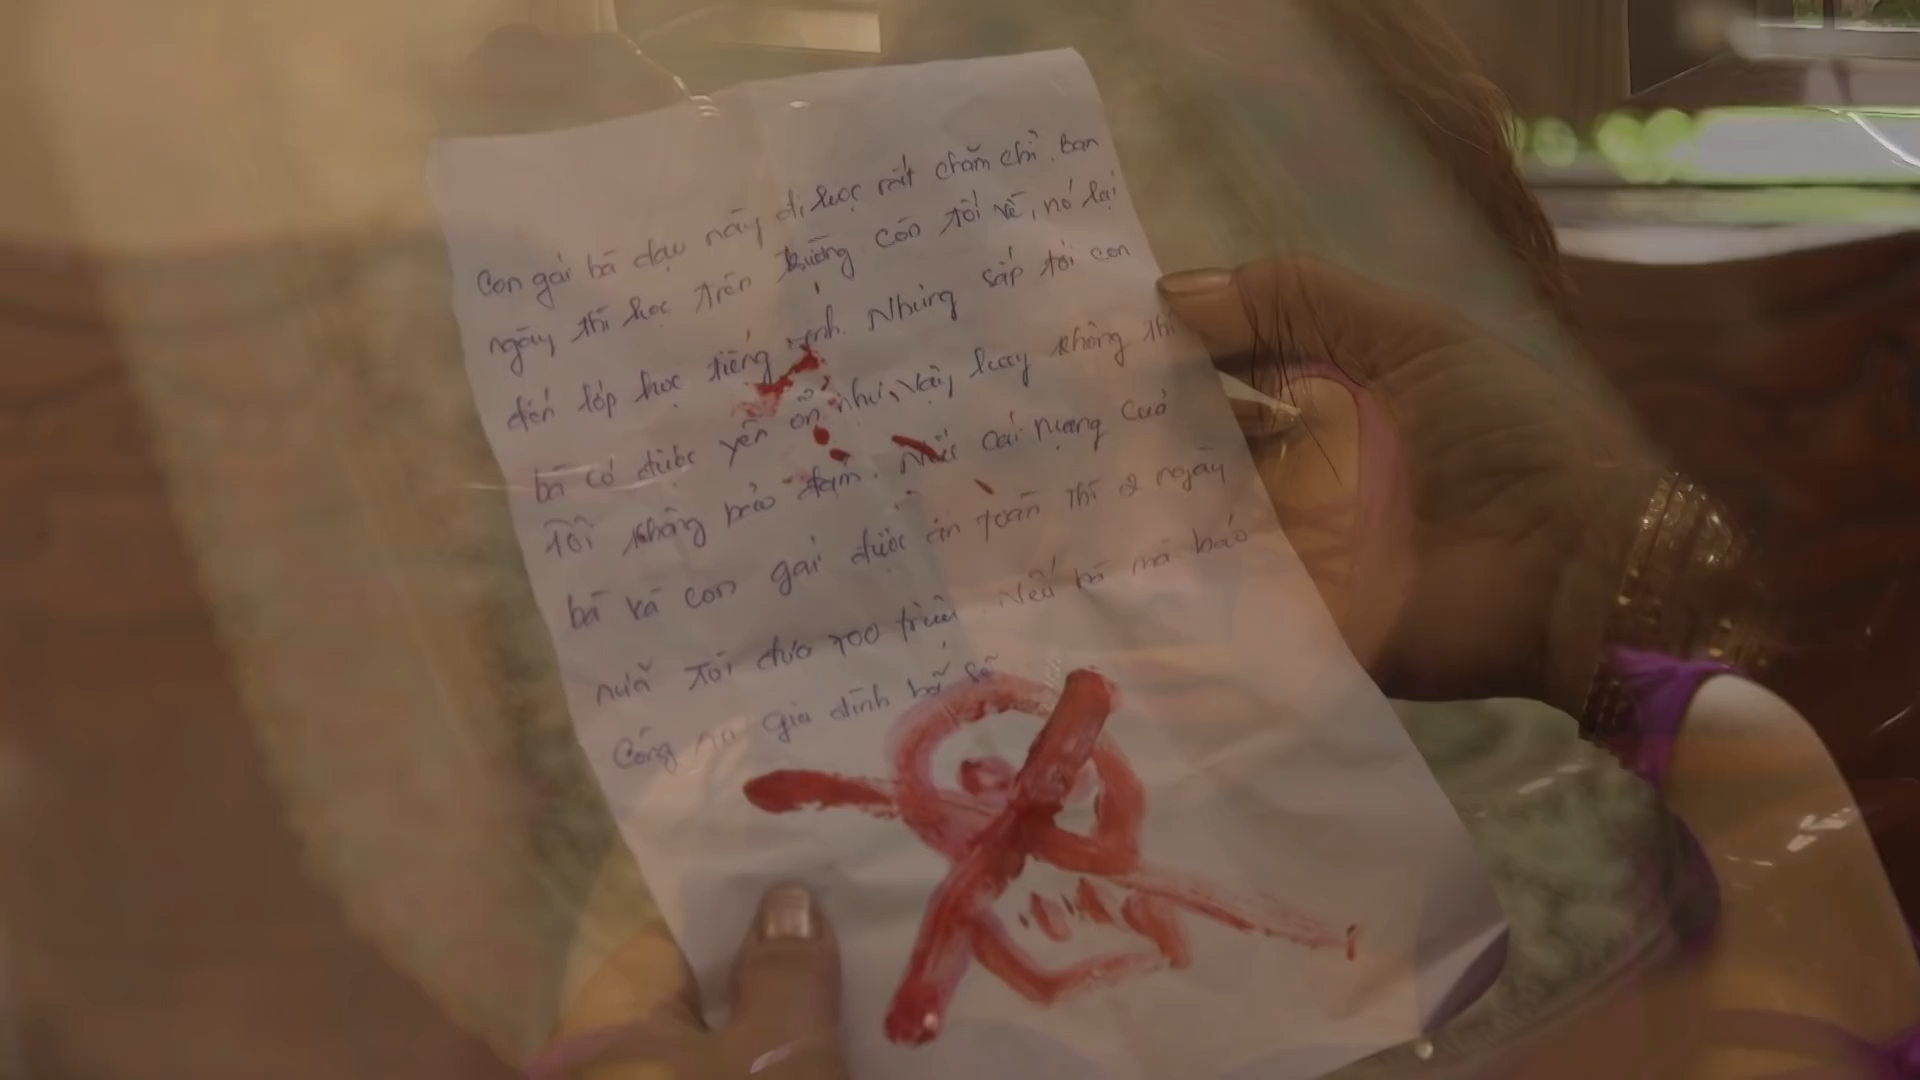 Con gái bà dạo này đi học rất chăm chỉ. Ban
ngày thì học trên trường còn tối về, nó lại
đến lớp học tiếng anh. Nhưng sắp tới con
bà có được yên ổn như vậy hay không thì
Tôi không bảo đảm. cái mạng của
bà và con gái được an toàn thì 2 ngày
nữa tôi đưa 700 triệu. Nếu bà mà báo
Công an gia đình bà sẽ